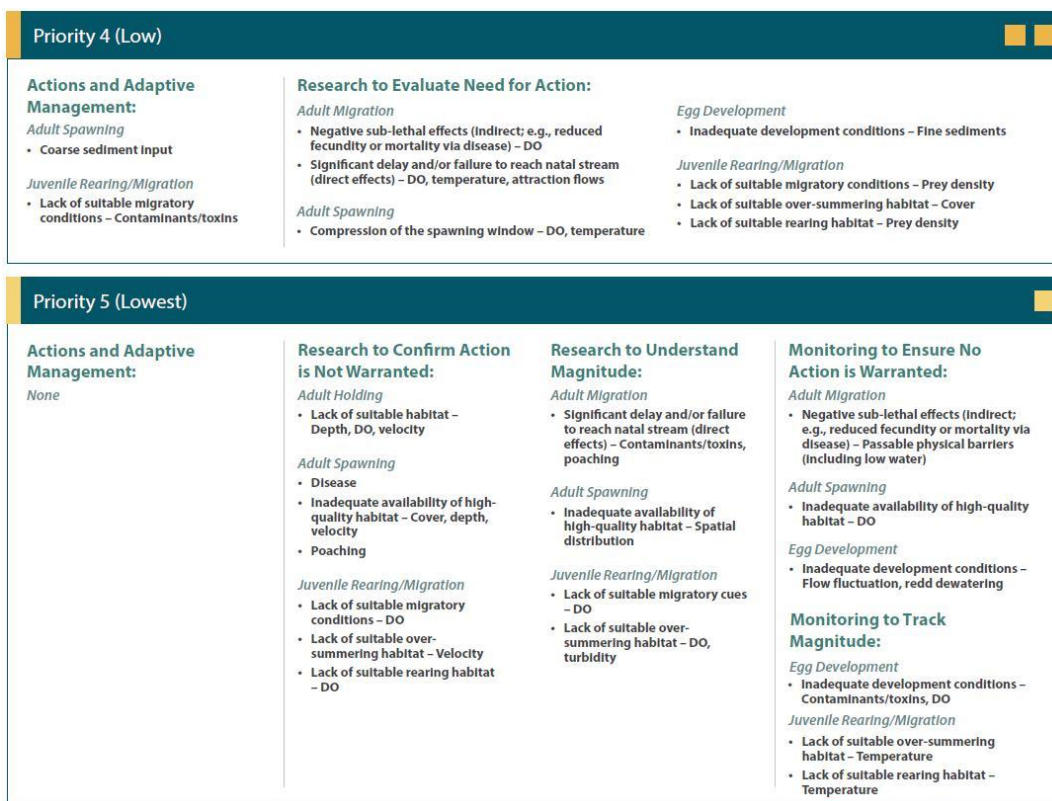 Priority 4 (Low)
Actions and Adaptive
Management:
Adult Spawning
• Coarse sediment input
Juvenile Rearing/Migration
• Lack of suitable migratory
conditions – Contaminants/toxins
Research to Evaluate Need for Action:
Adult Migration
• Negative sub-lethal effects (indirect; e.g., reduced
fecundity or mortality via disease) – DO
• Significant delay and/or failure to reach natal stream
(direct effects) – DO, temperature, attraction flows
Adult Spawning
• Compression of the spawning window – DO, temperature
Egg Development
• Inadequate development conditions – Fine sediments
Juvenile Rearing/Migration
• Lack of suitable migratory conditions – Prey density
• Lack of suitable over-summering habitat – Cover
• Lack of suitable rearing habitat – Prey density
Priority 5 (Lowest)
Actions and Adaptive
Management:
None
Research to Confirm Action
is Not Warranted:
Adult Holding
• Lack of suitable habitat –
Depth, DO, velocity
Adult Spawning
• Disease
• Inadequate availability of high-
quality habitat – Cover, depth,
velocity
• Poaching
Juvenile Rearing/Migration
• Lack of suitable migratory
conditions – DO
• Lack of suitable over-
summering habitat – Velocity
• Lack of suitable rearing habitat
– DO
Research to Understand
Magnitude:
Adult Migration
• Significant delay and/or failure
to reach natal stream (direct
effects) – Contaminants/toxins,
poaching
Adult Spawning
• Inadequate availability of
high-quality habitat – Spatial
distribution
Juvenile Rearing/Migration
• Lack of suitable migratory cues
– DO
• Lack of suitable over-
summering habitat – DO,
turbidity
Monitoring to Ensure No
Action is Warranted:
Adult Migration
• Negative sub-lethal effects (indirect;
e.g., reduced fecundity or mortality via
disease) – Passable physical barriers
(including low water)
Adult Spawning
• Inadequate availability of high-quality
habitat – DO
Egg Development
• Inadequate development conditions –
Flow fluctuation, redd dewatering
Monitoring to Track
Magnitude:
Egg Development
• Inadequate development conditions –
Contaminants/toxins, DO
Juvenile Rearing/Migration
• Lack of suitable over-summering
habitat – Temperature
• Lack of suitable rearing habitat –
Temperature